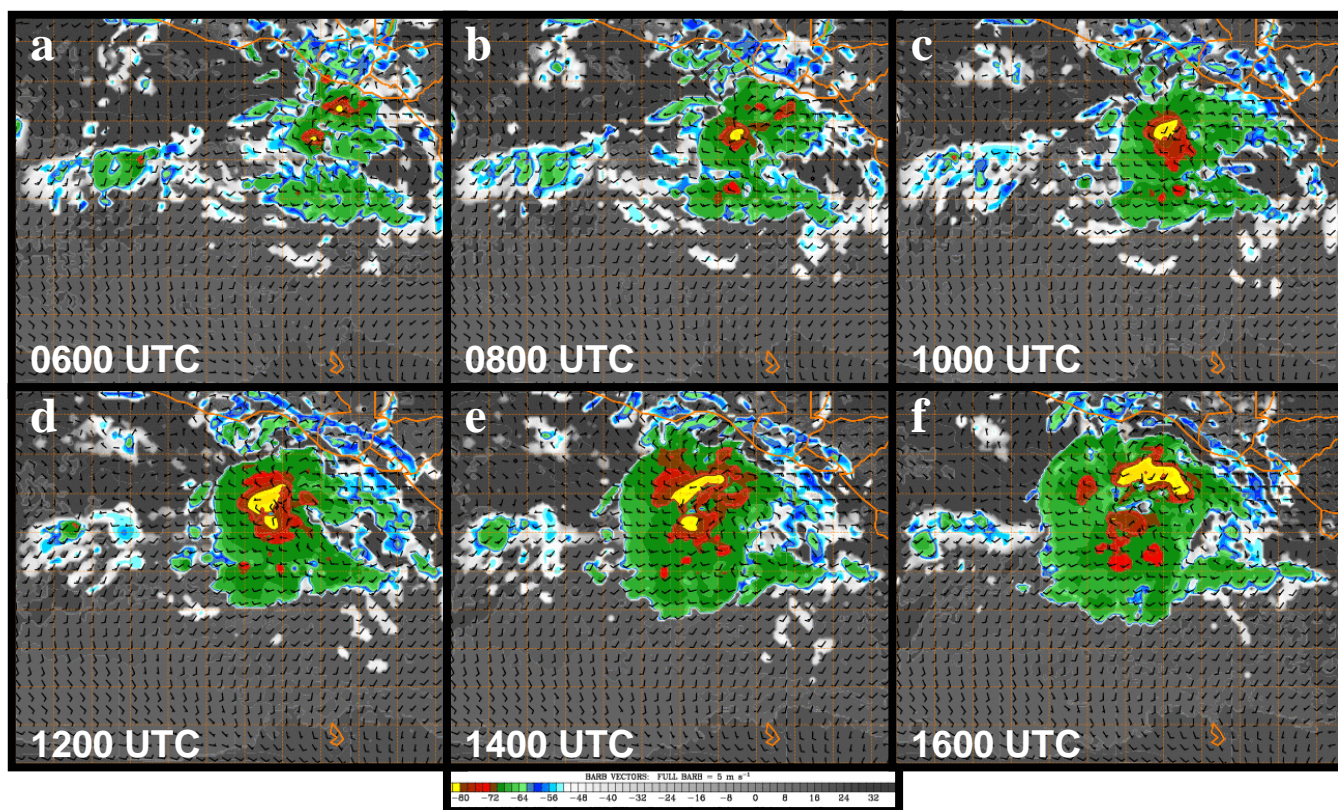 a
b
c
0600 UTC
0800 UTC
1000 UTC
d
e
f
1200 UTC
1400 UTC
1600 UTC
BARB VECTORS: FULL BARB = 5 m s⁻¹
−80 −72 −64 −56 −48 −40 −32 −24 −16 −8 0 8 16 24 32